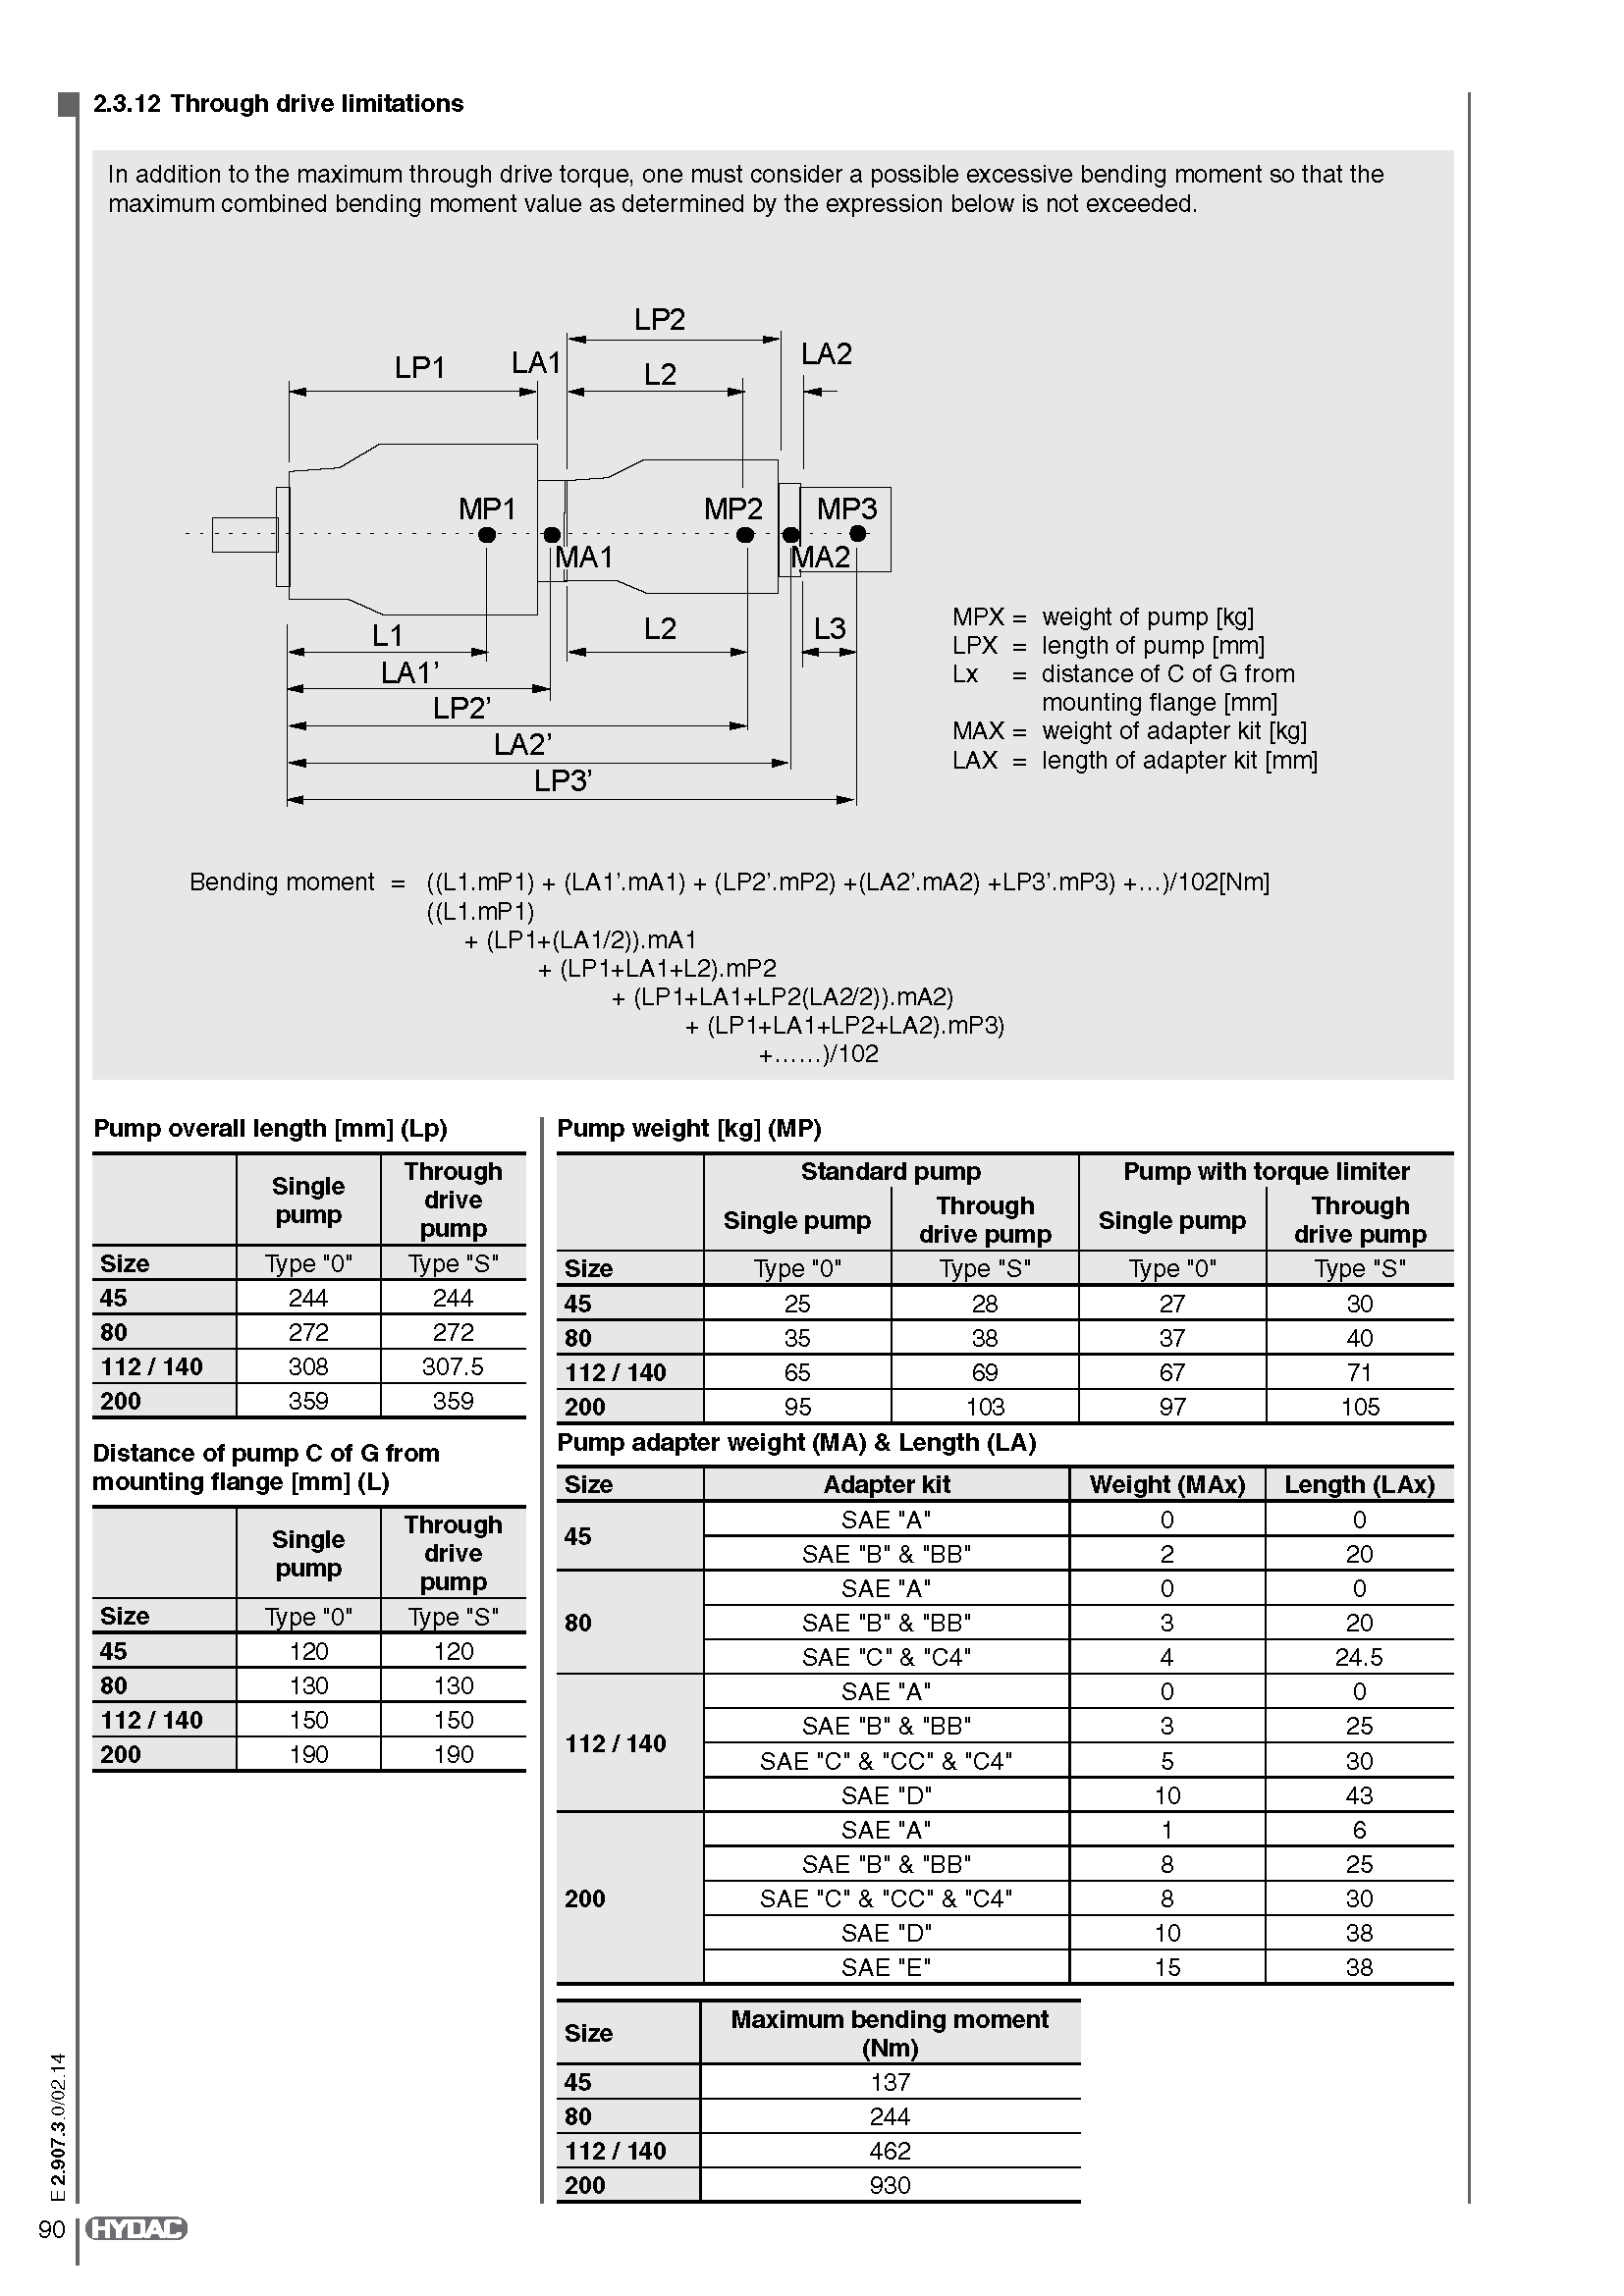 2.3.12 Through drive limitations
In addition to the maximum through drive torque, one must consider a possible excessive bending moment so that the
maximum combined bending moment value as determined by the expression below is not exceeded.
LP2
LP1
LA1
LA2
L2
MP1
MP2
MP3
MA1
MA2
L1
L2
L3
LA1’
LP2’
LA2’
LP3’
MPX = weight of pump [kg]
LPX = length of pump [mm]
Lx = distance of C of G from
mounting flange [mm]
MAX = weight of adapter kit [kg]
LAX = length of adapter kit [mm]
Bending moment = ((L1.mP1) + (LA1’.mA1) + (LP2’.mP2) +(LA2’.mA2) +LP3’.mP3) +…)/102[Nm]
((L1.mP1)
+ (LP1+(LA1/2)).mA1
+ (LP1+LA1+L2).mP2
+ (LP1+LA1+LP2(LA2/2)).mA2)
+ (LP1+LA1+LP2+LA2).mP3)
+……)/102
Pump overall length [mm] (Lp)
Single pump Through drive pump
Size Type "0" Type "S"
45 244 244
80 272 272
112 / 140 308 307.5
200 359 359
Distance of pump C of G from
mounting flange [mm] (L)
Single pump Through drive pump
Size Type "0" Type "S"
45 120 120
80 130 130
112 / 140 150 150
200 190 190
Pump weight [kg] (MP)
Standard pump Pump with torque limiter
Single pump Through drive pump Single pump Through drive pump
Size Type "0" Type "S" Type "0" Type "S"
45 25 28 27 30
80 35 38 37 40
112 / 140 65 69 67 71
200 95 103 97 105
Pump adapter weight (MA) & Length (LA)
Size Adapter kit Weight (MAx) Length (LAx)
45 SAE "A" 0 0
SAE "B" & "BB" 2 20
80 SAE "A" 0 0
SAE "B" & "BB" 3 20
SAE "C" & "C4" 4 24.5
112 / 140 SAE "A" 0 0
SAE "B" & "BB" 3 25
SAE "C" & "CC" & "C4" 5 30
SAE "D" 10 43
200 SAE "A" 1 6
SAE "B" & "BB" 8 25
SAE "C" & "CC" & "C4" 8 30
SAE "D" 10 38
SAE "E" 15 38
Size Maximum bending moment (Nm)
45 137
80 244
112 / 140 462
200 930
E 2.907.3.0/02.14
90 HYDAC